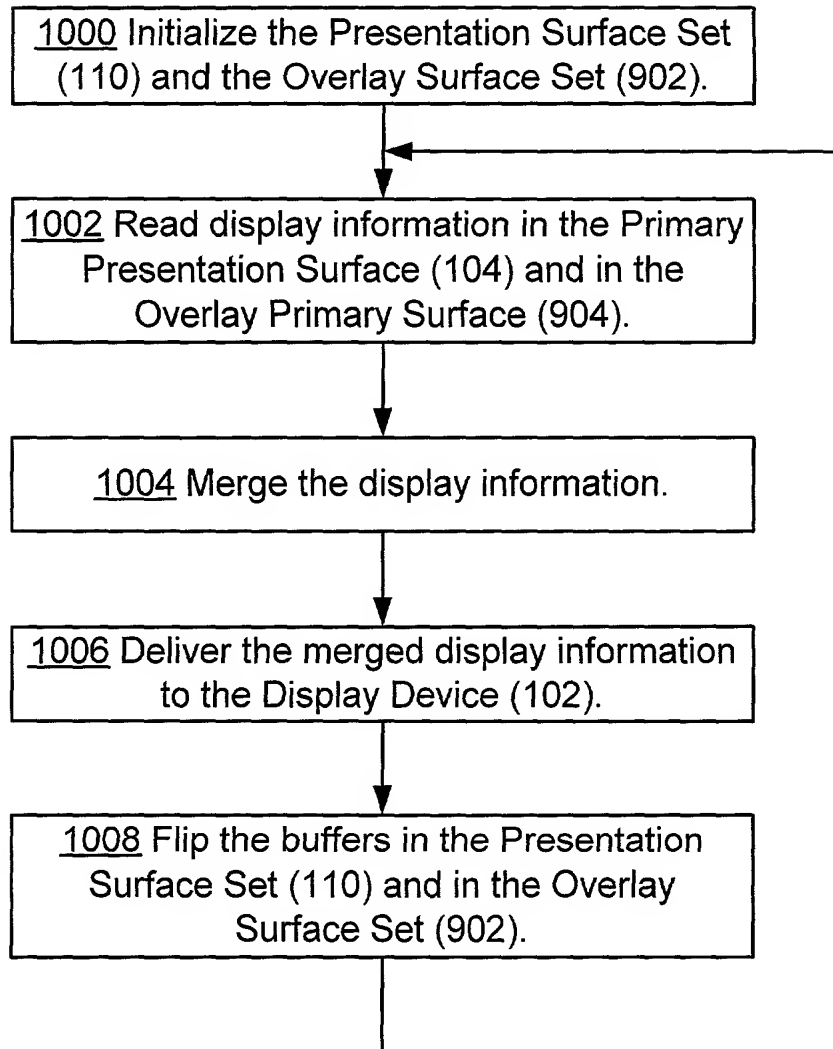 1000 Initialize the Presentation Surface Set
(110) and the Overlay Surface Set (902).
1002 Read display information in the Primary
Presentation Surface (104) and in the
Overlay Primary Surface (904).
1004 Merge the display information.
1006 Deliver the merged display information
to the Display Device (102).
1008 Flip the buffers in the Presentation
Surface Set (110) and in the Overlay
Surface Set (902).